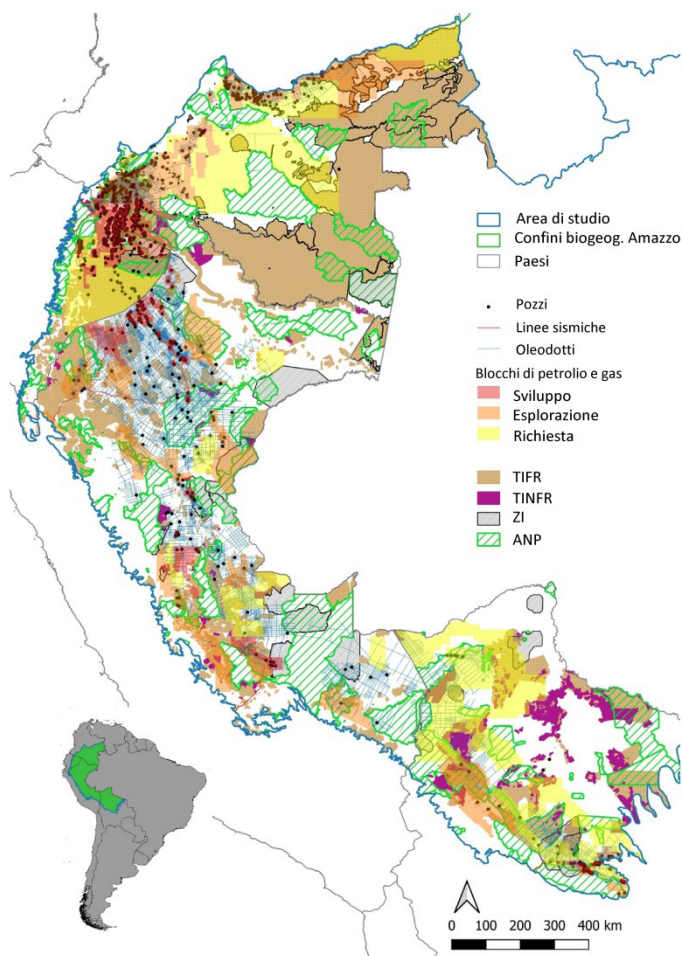 Area di studio
Confini biogeog. Amazzo
Paesi
Pozzi
Linee sismiche
Oleodotti
Blocchi di petrolio e gas
Sviluppo
Esplorazione
Richiesta
TIFR
TINFR
ZI
ANP
0 100 200 300 400 km